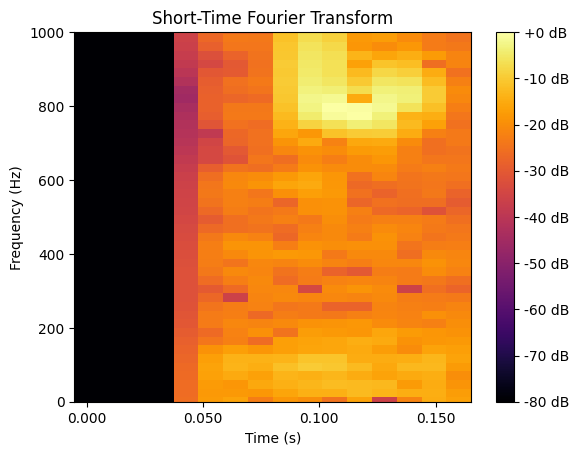 Short-Time Fourier Transform
1000
800
600
400
200
0
Frequency (Hz)
0.000
0.050
0.100
0.150
Time (s)
+0 dB
-10 dB
-20 dB
-30 dB
-40 dB
-50 dB
-60 dB
-70 dB
-80 dB